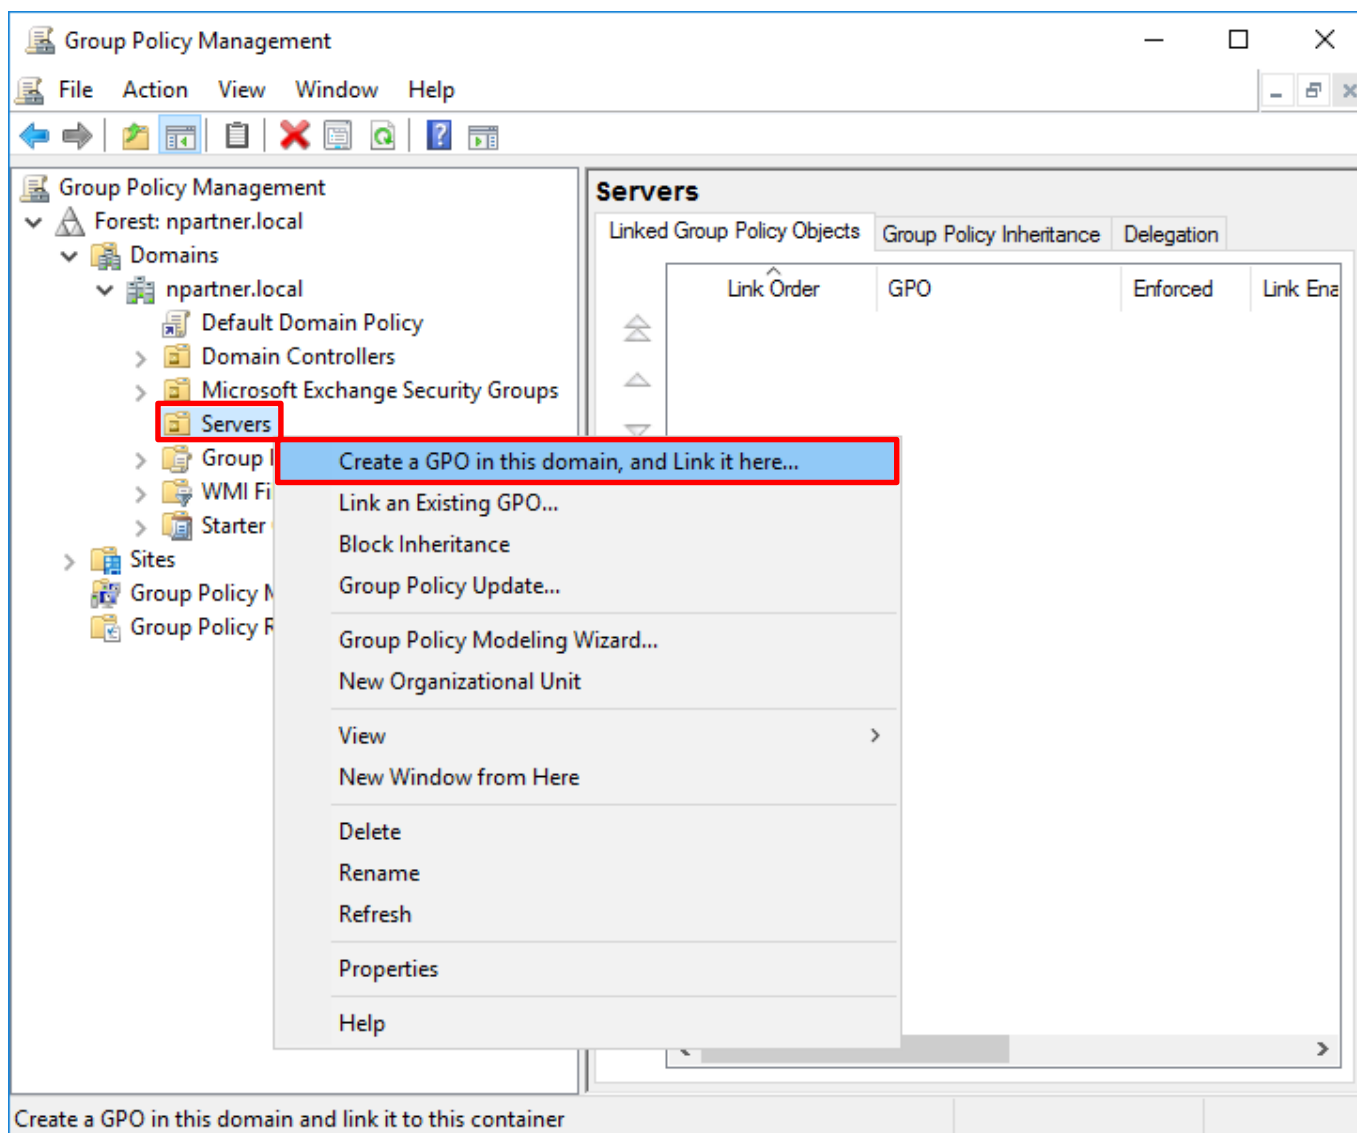 Group Policy Management
File Action View Window Help
Group Policy Management
Forest: npartner.local
Domains
npartner.local
Default Domain Policy
Domain Controllers
Microsoft Exchange Security Groups
Servers
Group
WMI Fi
Starter
Sites
Group Policy
Group Policy
Servers
Linked Group Policy Objects Group Policy Inheritance Delegation
Link Order GPO Enforced Link Ena
Create a GPO in this domain, and Link it here...
Link an Existing GPO...
Block Inheritance
Group Policy Update...
Group Policy Modeling Wizard...
New Organizational Unit
View
New Window from Here
Delete
Rename
Refresh
Properties
Help
Create a GPO in this domain and link it to this container